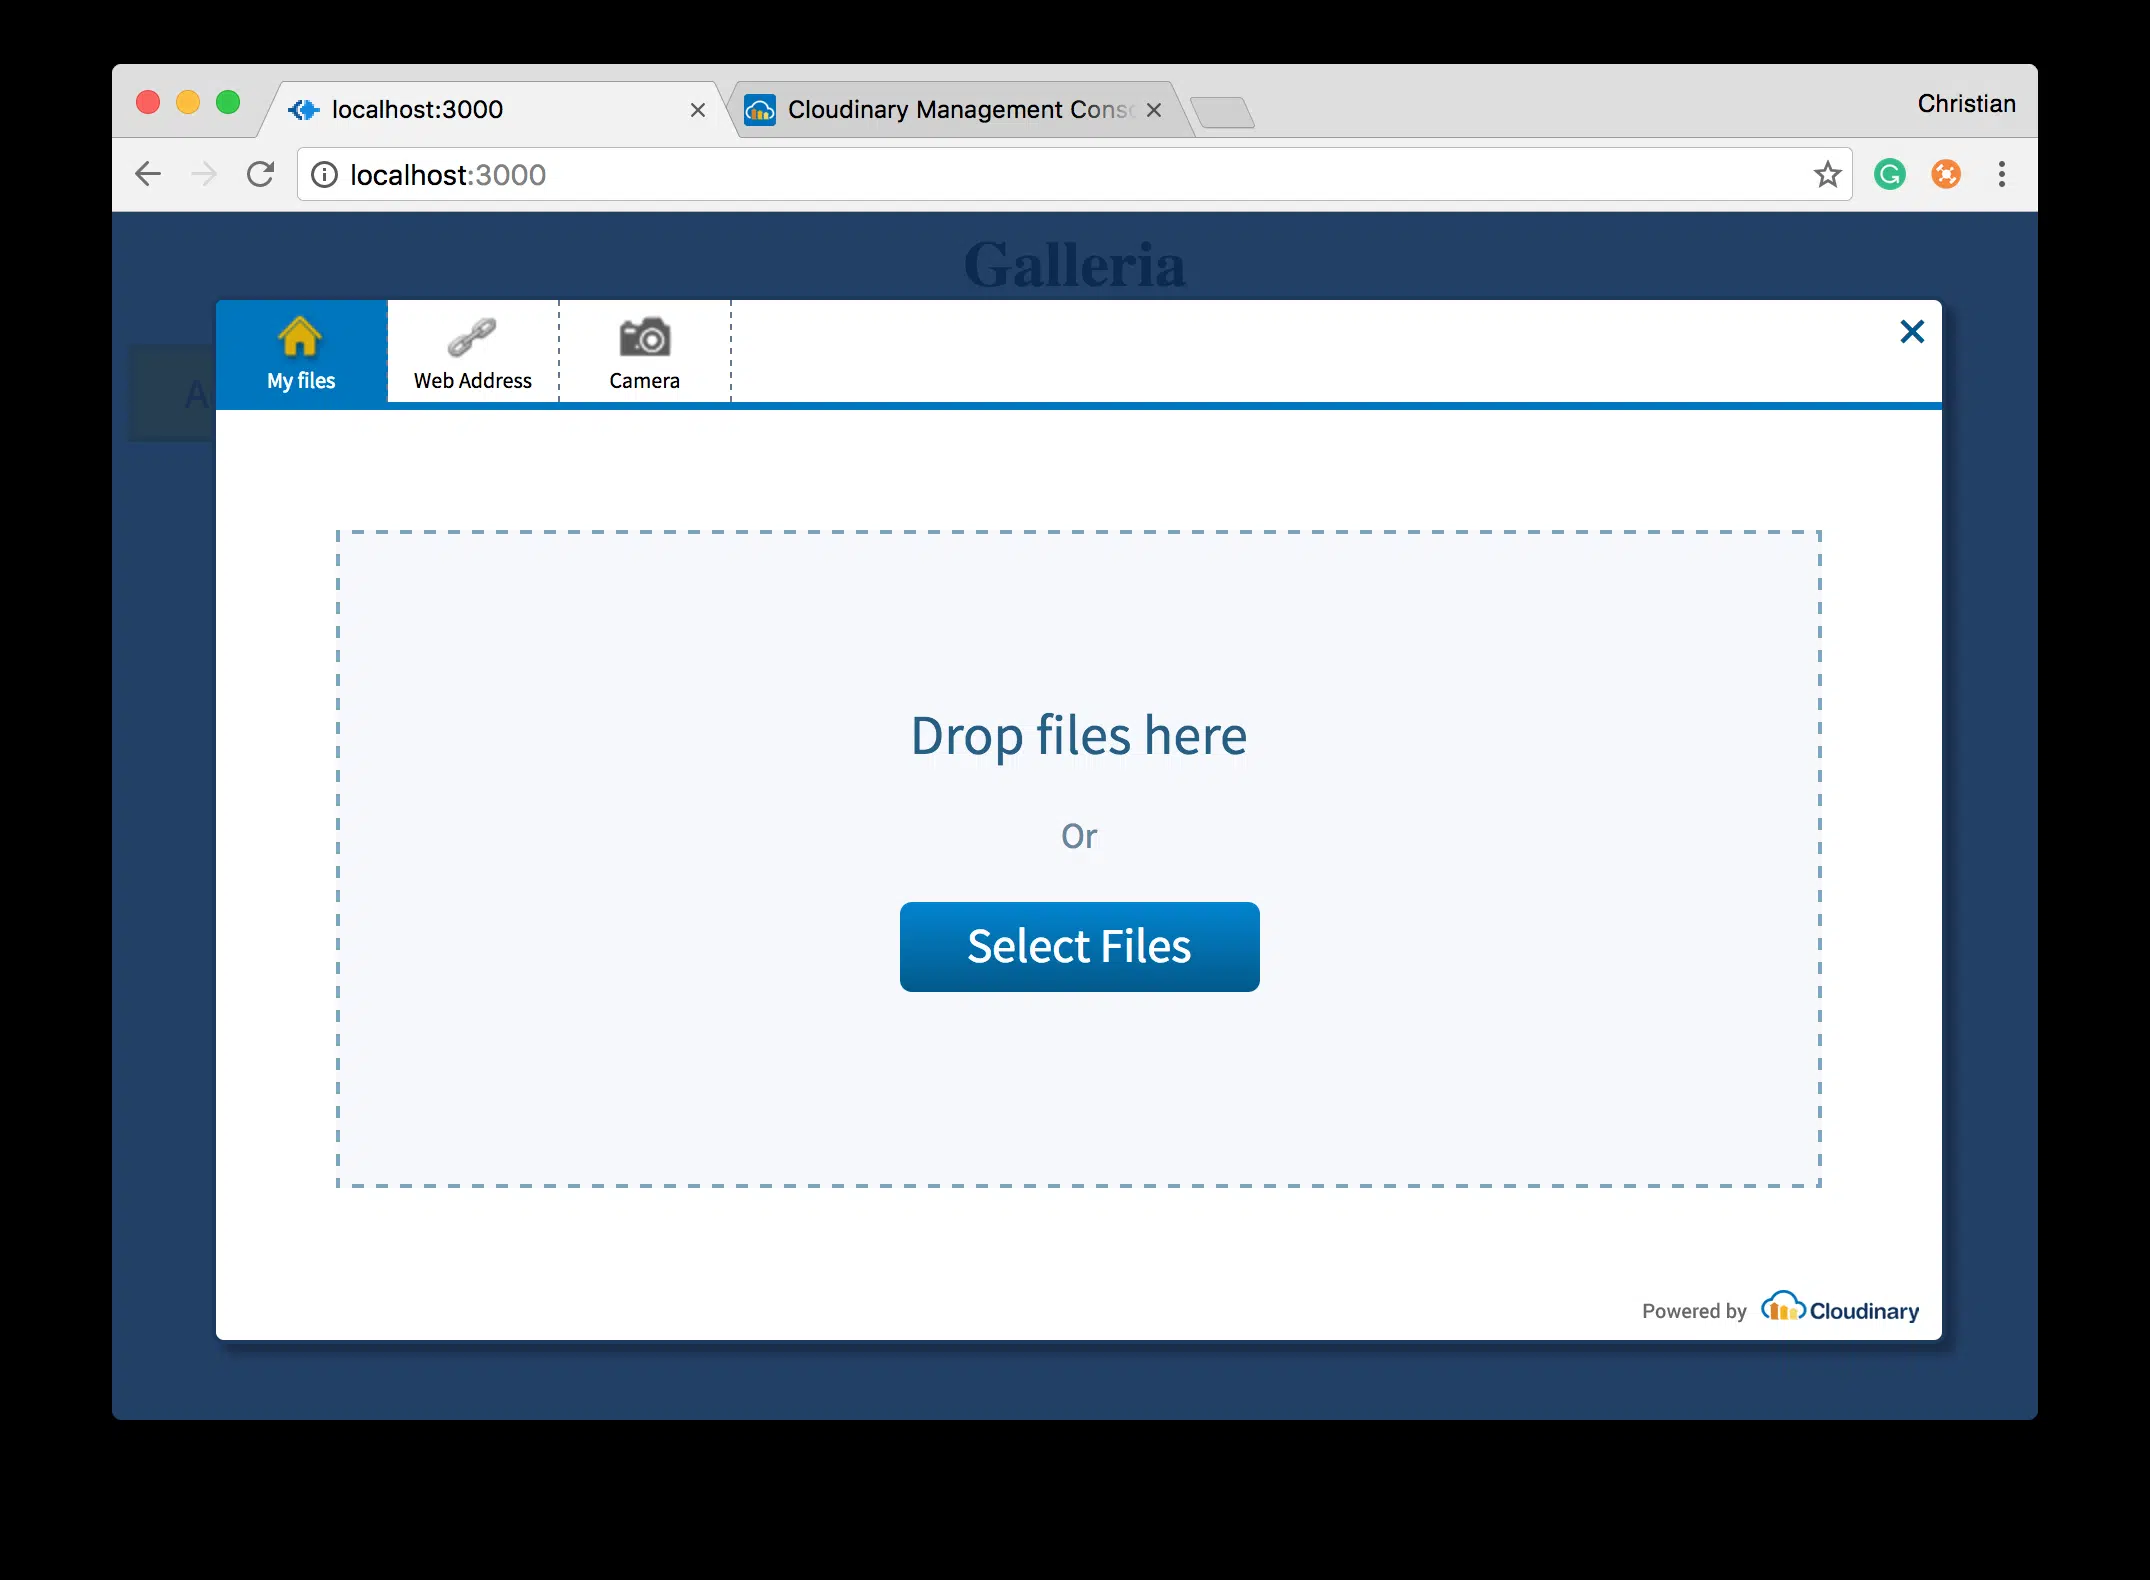 localhost:3000
Cloudinary Management
Christian
localhost:3000
Galleria
My files
Web Address
Camera
Drop files here
Or
Select Files
Powered by Cloudinary